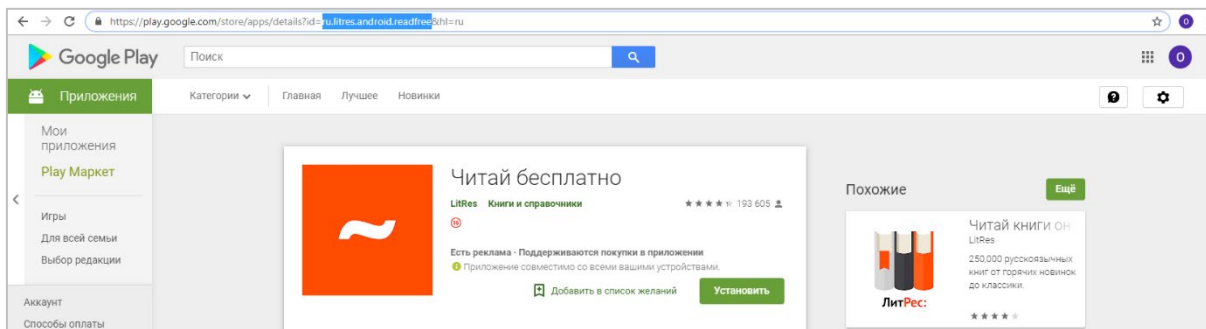 https://play.google.com/store/apps/details?id=ru.litres.android.readfree&hl=ru
O
Google Play
Поиск
O
Приложения
Категории
Главная
Лучшее
Новинки
Мои
приложения
Play Маркет
Игры
Для всей семьи
Выбор редакции
Аккаунт
Способы оплаты
Читай бесплатно
LitRes Книги и справочники
193 605
16
Есть реклама · Поддерживаются покупки в приложении
Приложение совместимо со всеми вашими устройствами.
Добавить в список желаний
Установить
Похожие
Ещё
ЛитРес:
Читай книги он
LitRes
250,000 русскоязычных
книг от горячих новинок
до классики.